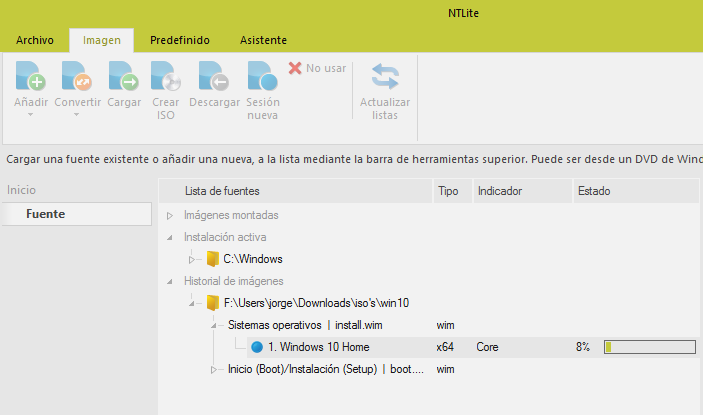 NTLite
Archivo Imagen Predefinido Asistente
Añadir Convertir Cargar Crear ISO Descargar Sesión nueva No usar Actualizar listas
Cargar una fuente existente o añadir una nueva, a la lista mediante la barra de herramientas superior. Puede ser desde un DVD de Wind
Inicio
Fuente
Lista de fuentes Tipo Indicador Estado
Imágenes montadas
Instalación activa
C:\Windows
Historial de imágenes
F:\Users\jorge\Downloads\iso's\win10
Sistemas operativos | install.wim wim
1. Windows 10 Home x64 Core 8%
Inicio (Boot)/Instalación (Setup) | boot.... wim